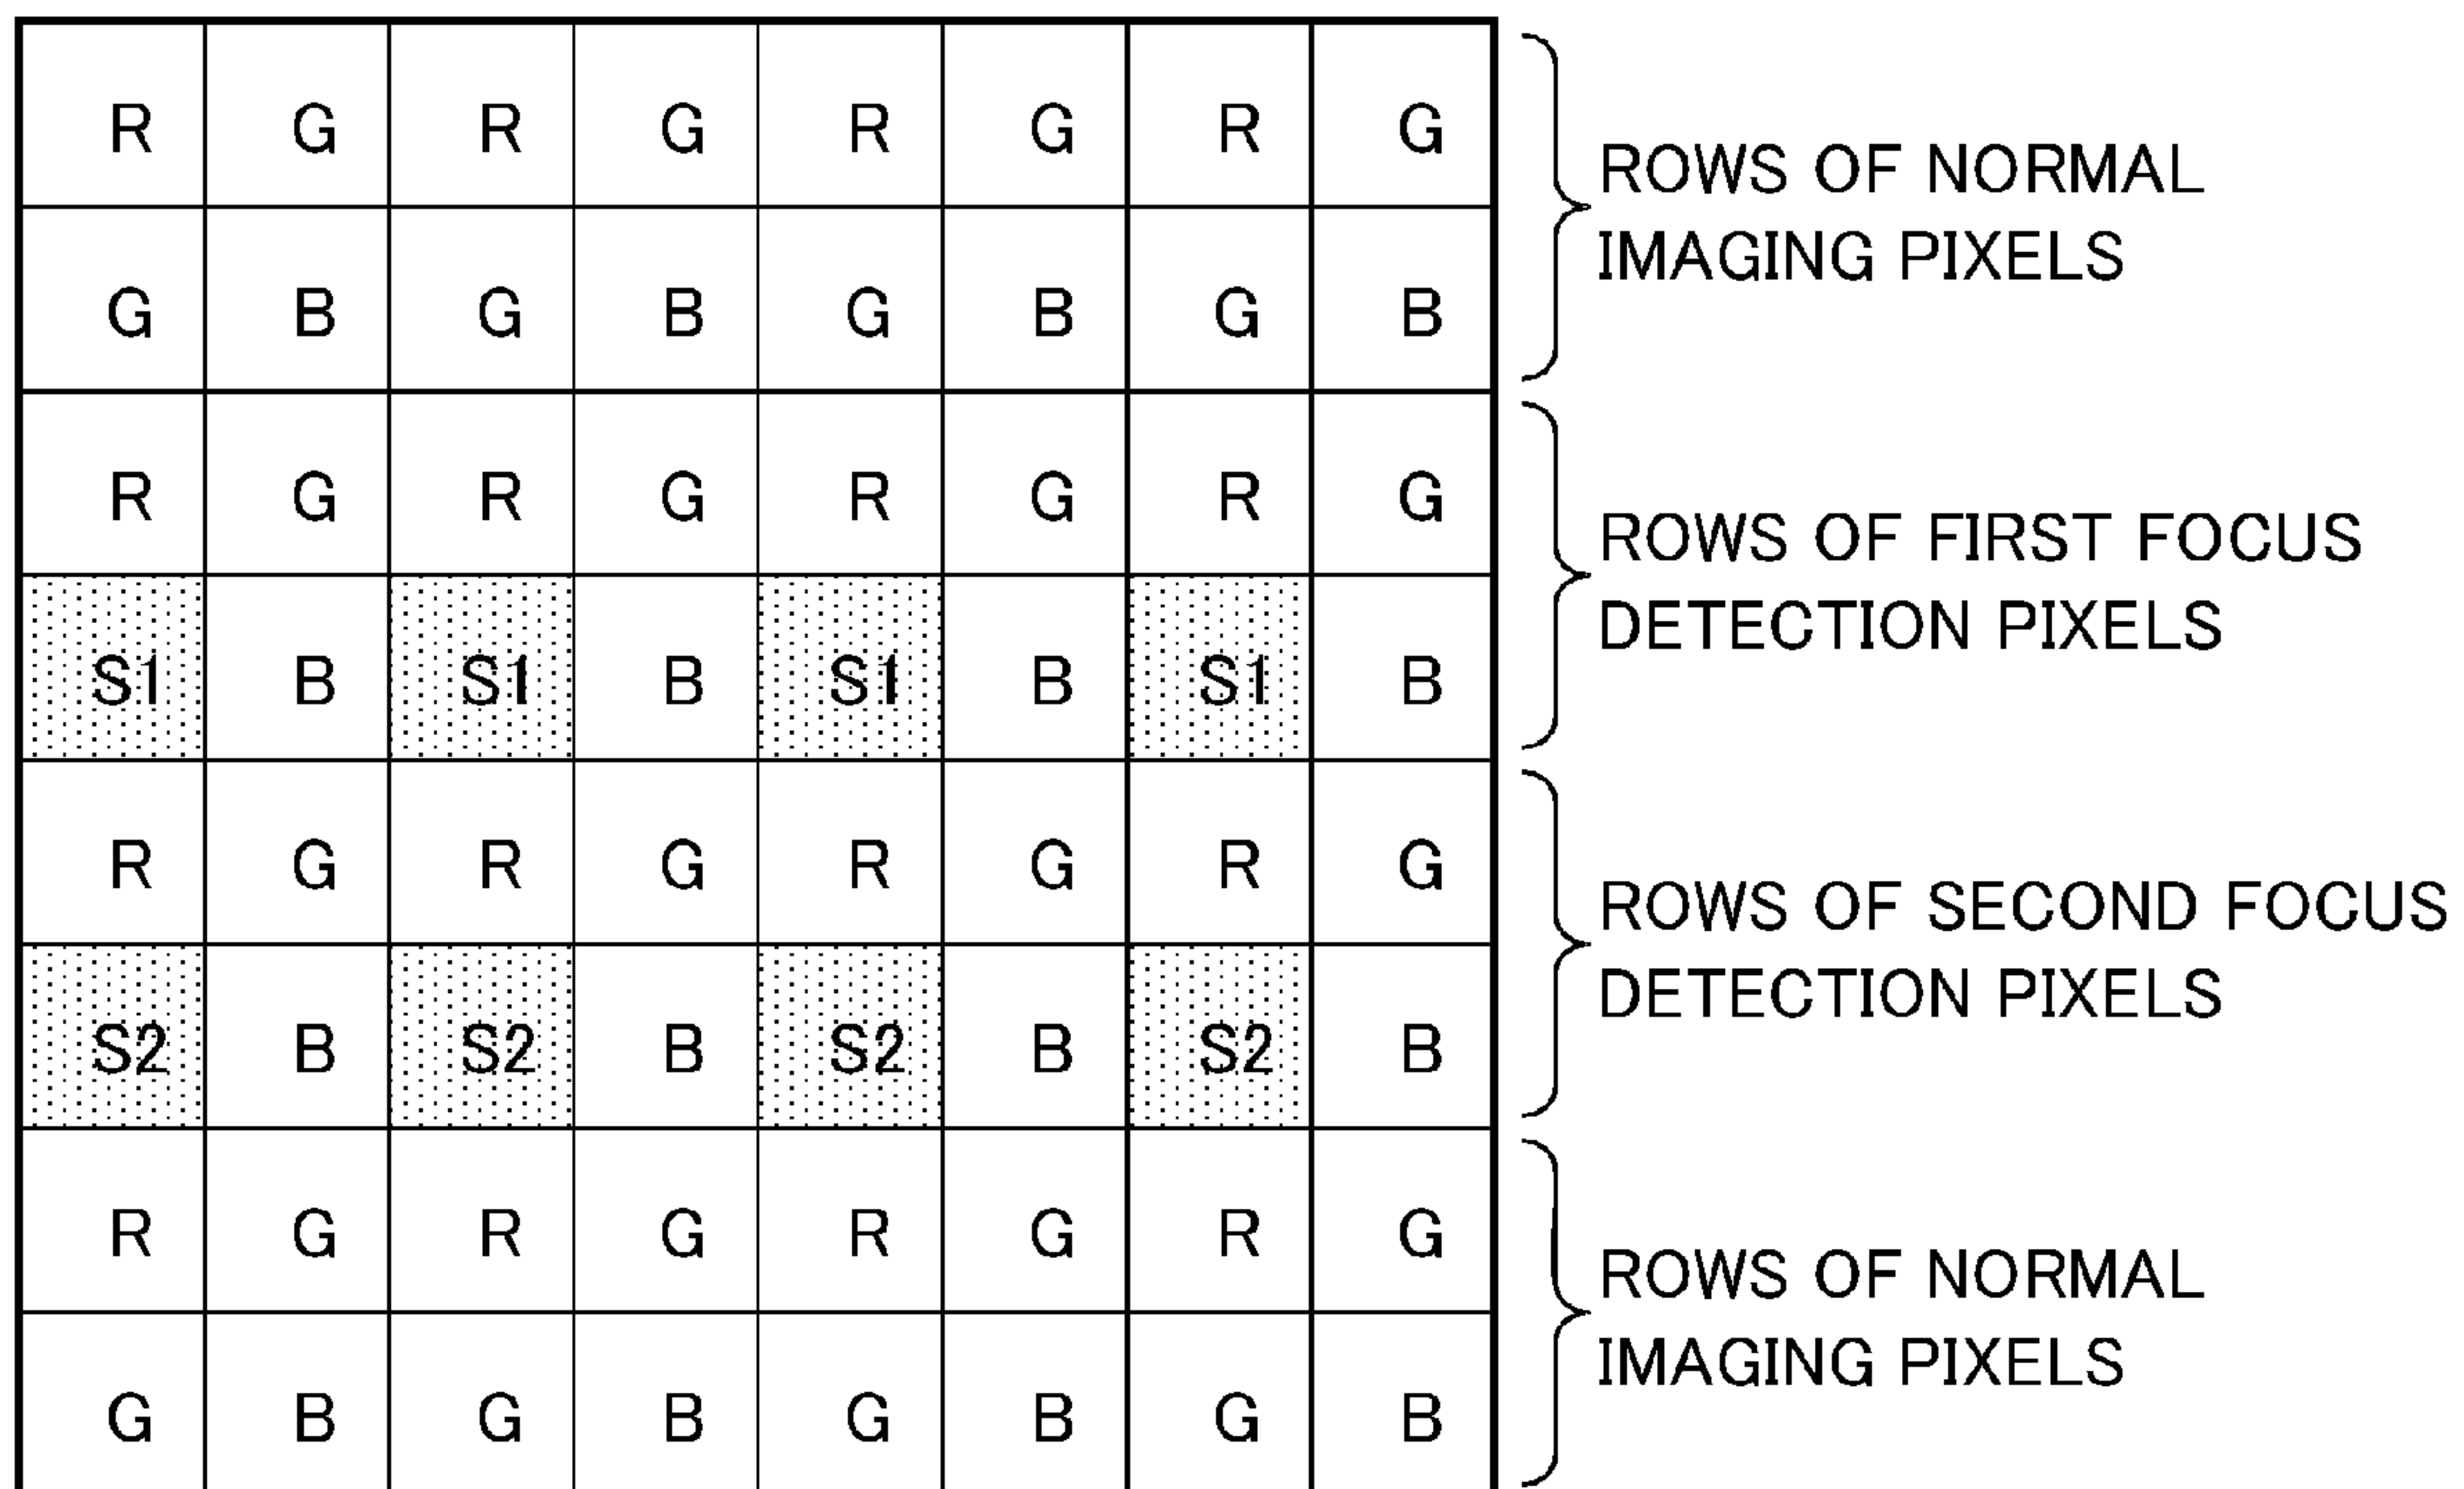 R G R G R G R G
ROWS OF NORMAL
IMAGING PIXELS
G B G B G B G B
R G R G R G R G
ROWS OF FIRST FOCUS
DETECTION PIXELS
S1 B S1 B S1 B S1 B
R G R G R G R G
ROWS OF SECOND FOCUS
DETECTION PIXELS
S2 B S2 B S2 B S2 B
R G R G R G R G
ROWS OF NORMAL
IMAGING PIXELS
G B G B G B G B